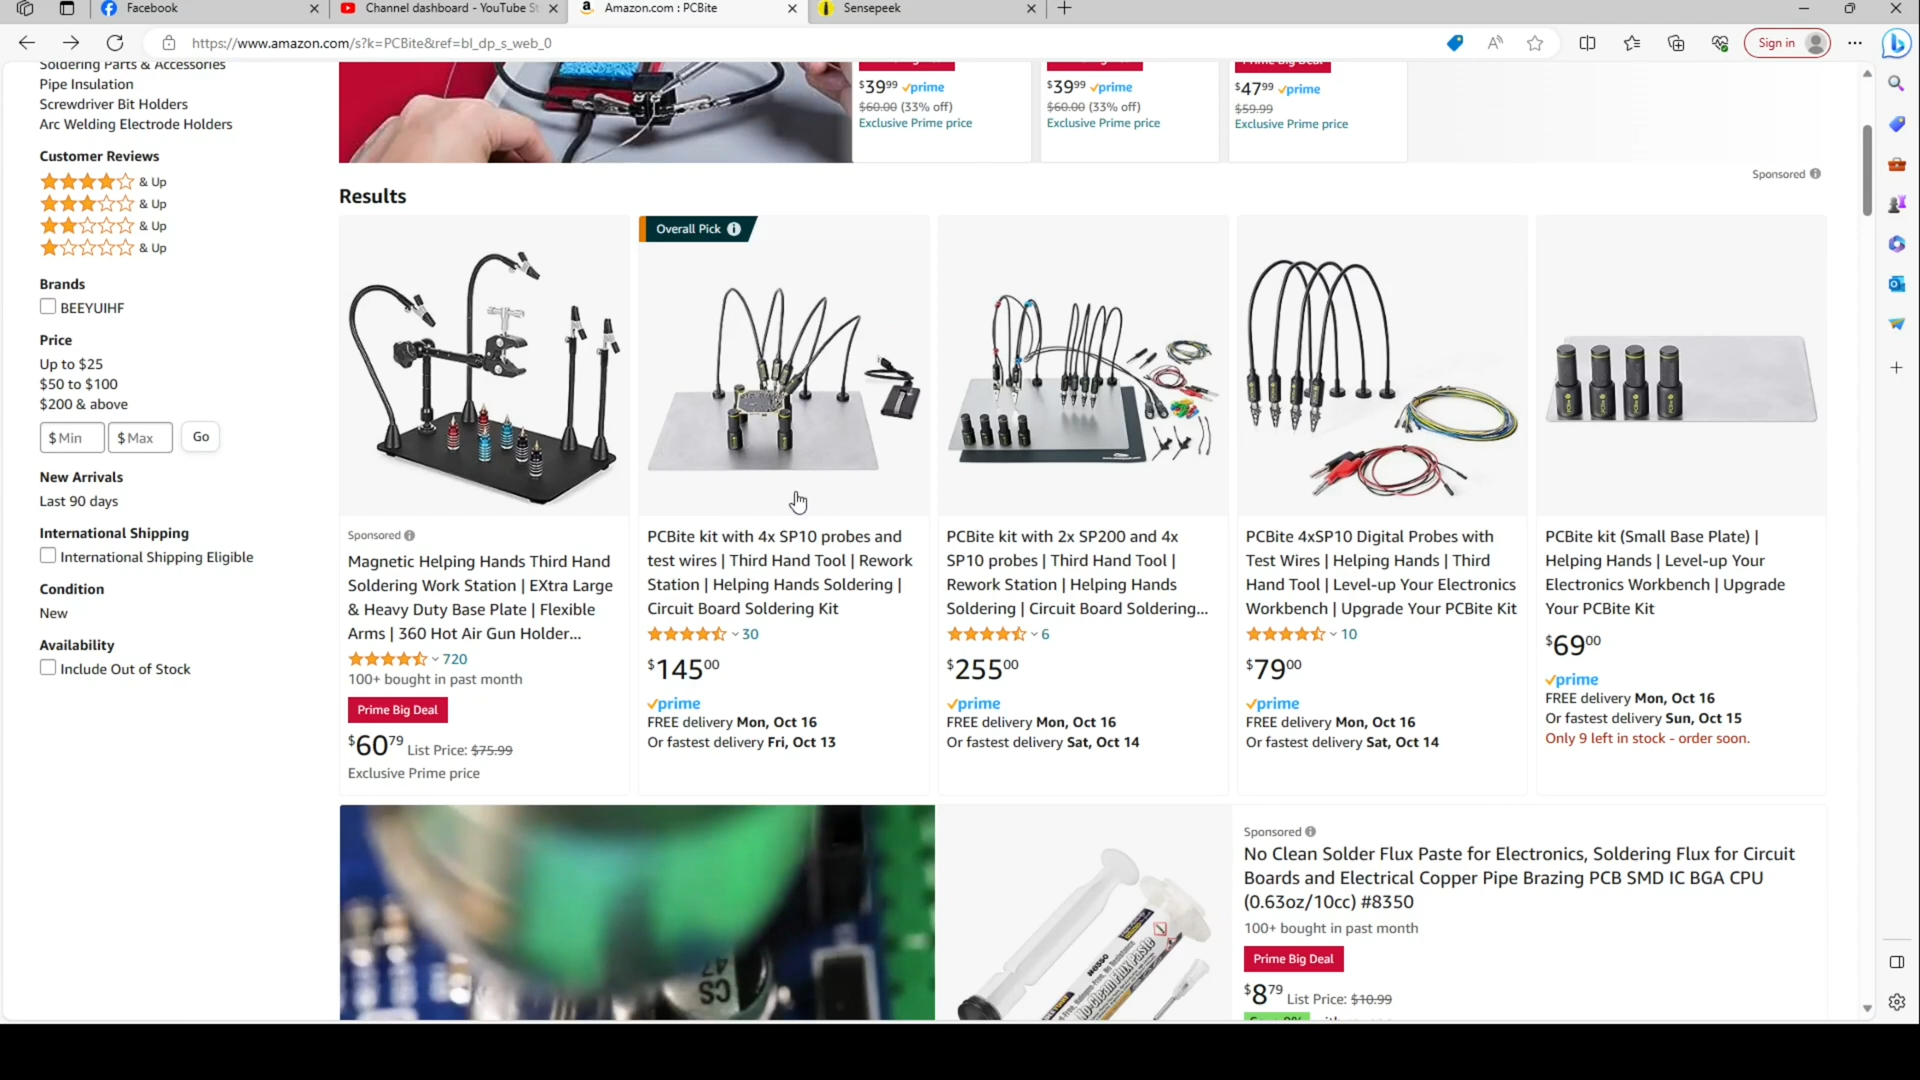 Facebook
Channel dashboard - YouTube St
Amazon.com : PCBite
Sensepeek
https://www.amazon.com/s?k=PCBite&ref=bl_dp_s_web_0
Sign in
Soldering Parts & Accessories
Pipe Insulation
Screwdriver Bit Holders
Arc Welding Electrode Holders
Customer Reviews
& Up
& Up
& Up
& Up
Brands
BEEYUIHF
Price
Up to $25
$50 to $100
$200 & above
$ Min $ Max Go
New Arrivals
Last 90 days
International Shipping
International Shipping Eligible
Condition
New
Availability
Include Out of Stock
$39.99 prime
$60.00 (33% off)
Exclusive Prime price
$39.99 prime
$60.00 (33% off)
Exclusive Prime price
Prime Big Deal
$47.99 prime
$59.99
Exclusive Prime price
Sponsored
Results
Sponsored
Magnetic Helping Hands Third Hand
Soldering Work Station | EXtra Large
& Heavy Duty Base Plate | Flexible
Arms | 360 Hot Air Gun Holder...
720
100+ bought in past month
Prime Big Deal
$60.79 List Price: $75.99
Exclusive Prime price
Overall Pick
PCBite kit with 4x SP10 probes and
test wires | Third Hand Tool | Rework
Station | Helping Hands Soldering |
Circuit Board Soldering Kit
30
$145.00
prime
FREE delivery Mon, Oct 16
Or fastest delivery Fri, Oct 13
PCBite kit with 2x SP200 and 4x
SP10 probes | Third Hand Tool |
Rework Station | Helping Hands
Soldering | Circuit Board Soldering...
6
$255.00
prime
FREE delivery Mon, Oct 16
Or fastest delivery Sat, Oct 14
PCBite 4xSP10 Digital Probes with
Test Wires | Helping Hands | Third
Hand Tool | Level-up Your Electronics
Workbench | Upgrade Your PCBite Kit
10
$79.00
prime
FREE delivery Mon, Oct 16
Or fastest delivery Sat, Oct 14
PCBite kit (Small Base Plate) |
Helping Hands | Level-up Your
Electronics Workbench | Upgrade
Your PCBite Kit
$69.00
prime
FREE delivery Mon, Oct 16
Or fastest delivery Sun, Oct 15
Only 9 left in stock - order soon.
47
CS
No Clean Flux Paste
Sponsored
No Clean Solder Flux Paste for Electronics, Soldering Flux for Circuit
Boards and Electrical Copper Pipe Brazing PCB SMD IC BGA CPU
(0.63oz/10cc) #8350
100+ bought in past month
Prime Big Deal
$8.79 List Price: $10.99